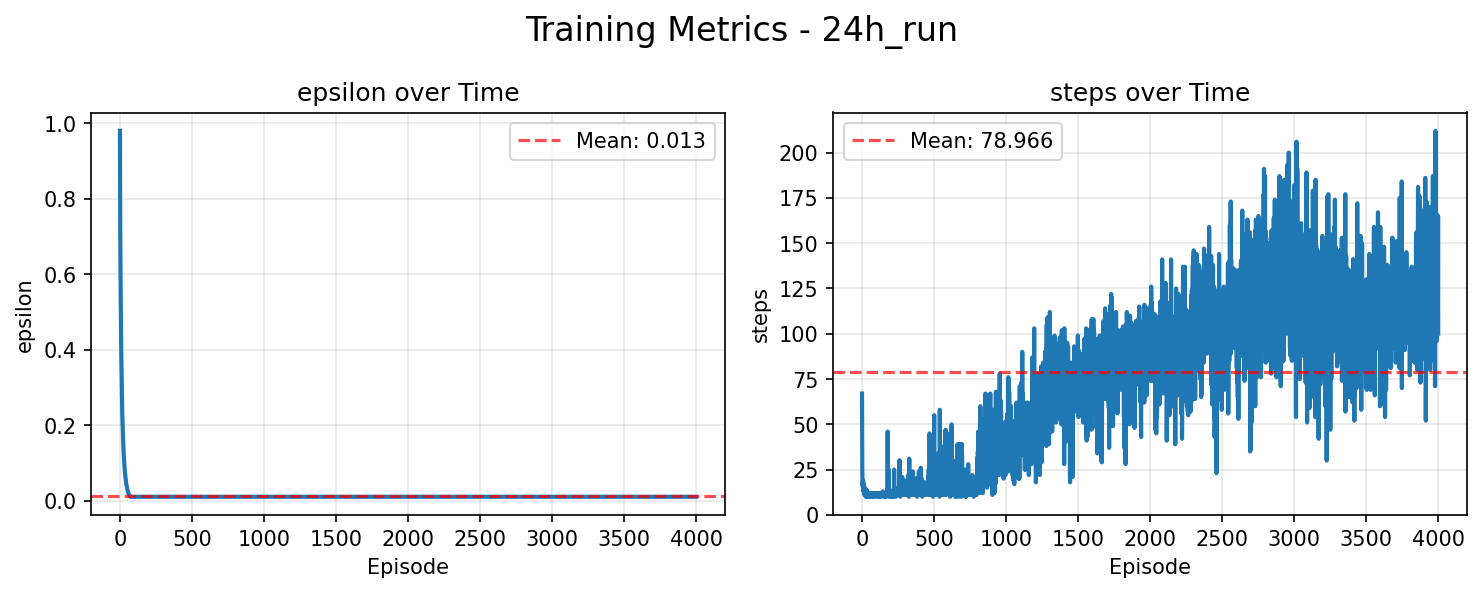 Training Metrics - 24h_run
epsilon over Time
Mean: 0.013
1.0
0.8
0.6
0.4
0.2
0.0
epsilon
0 500 1000 1500 2000 2500 3000 3500 4000
Episode
steps over Time
Mean: 78.966
200
175
150
125
100
75
50
25
0
steps
0 500 1000 1500 2000 2500 3000 3500 4000
Episode